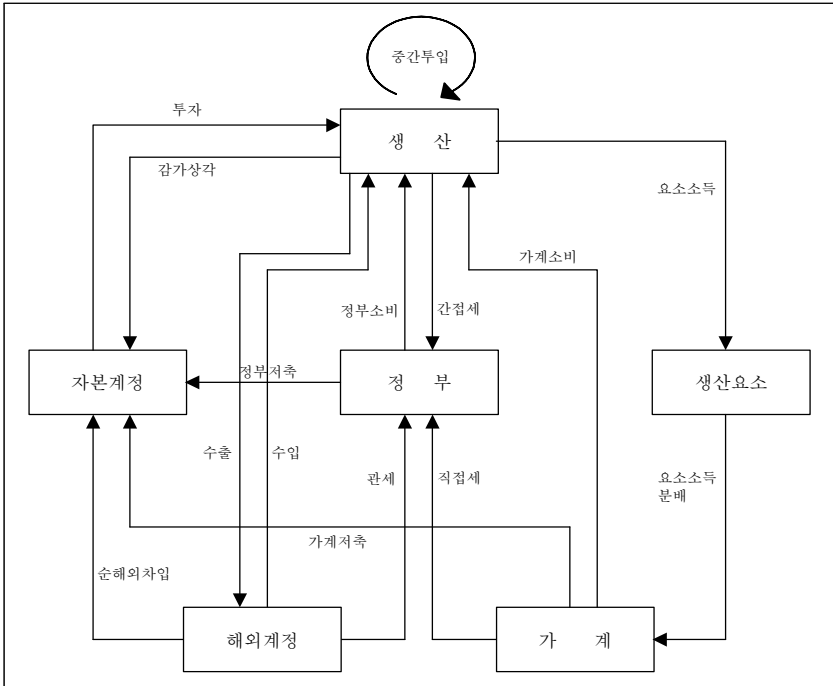 중간투입
투자
생 산
감가상각
요소소득
가계소비
정부소비
간접세
자본계정
정부저축
정 부
생산요소
수출
수입
관세
직접세
요소소득
분배
가계저축
순해외차입
해외계정
가 계